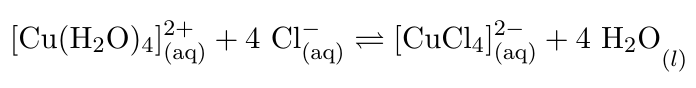 [Cu(H₂O)₄]²⁺(aq) + 4 Cl⁻(aq) ⇌ [CuCl₄]²⁻(aq) + 4 H₂O(l)